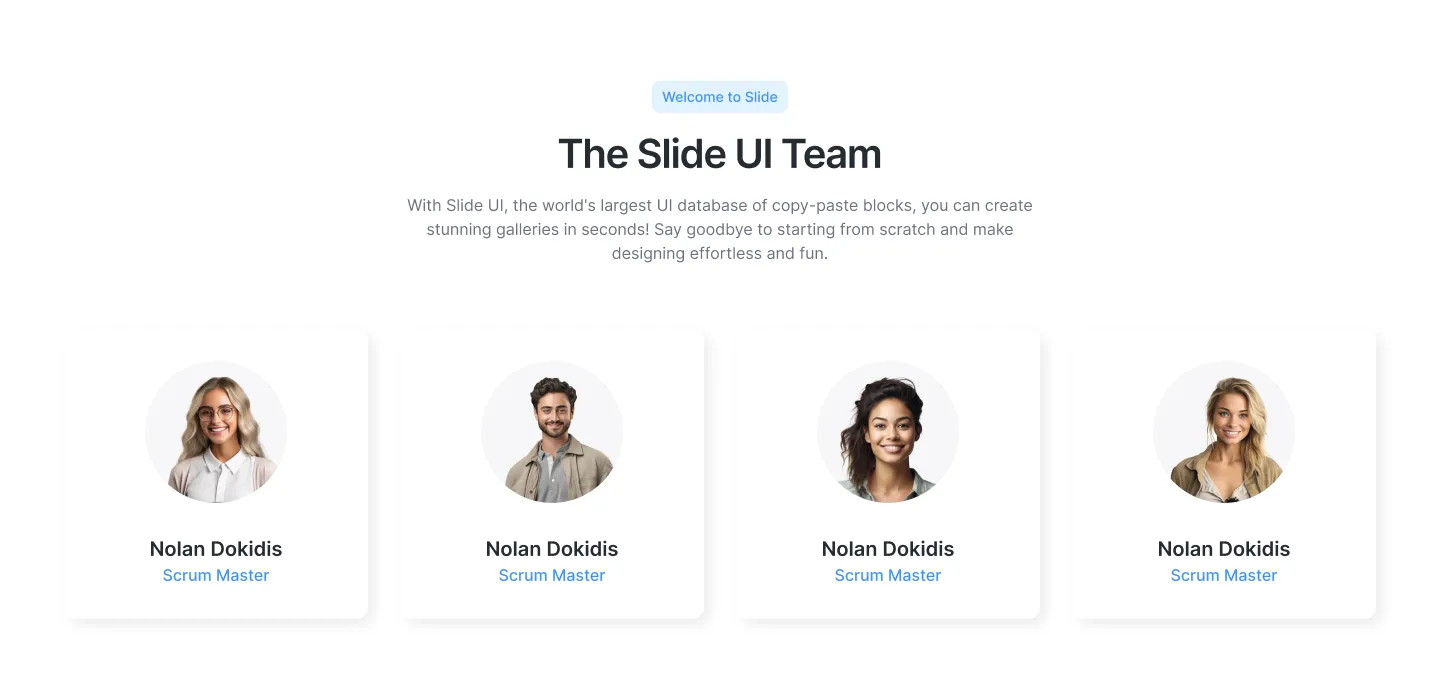 Welcome to Slide
The Slide UI Team
With Slide UI, the world's largest UI database of copy-paste blocks, you can create
stunning galleries in seconds! Say goodbye to starting from scratch and make
designing effortless and fun.
Nolan Dokidis
Scrum Master
Nolan Dokidis
Scrum Master
Nolan Dokidis
Scrum Master
Nolan Dokidis
Scrum Master